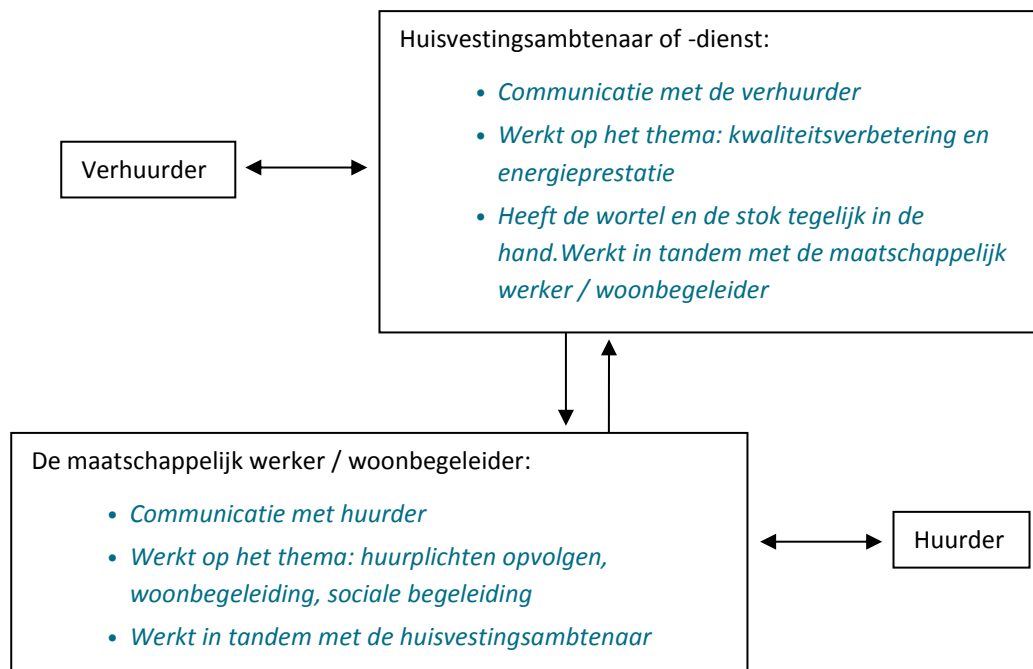 Huisvestingsambtenaar of -dienst:
• Communicatie met de verhuurder
• Werkt op het thema: kwaliteitsverbetering en
energieprestatie
• Heeft de wortel en de stok tegelijk in de
hand.Werkt in tandem met de maatschappelijk
werker / woonbegeleider
Verhuurder
De maatschappelijk werker / woonbegeleider:
• Communicatie met huurder
• Werkt op het thema: huurplichten opvolgen,
woonbegeleiding, sociale begeleiding
• Werkt in tandem met de huisvestingsambtenaar
Huurder